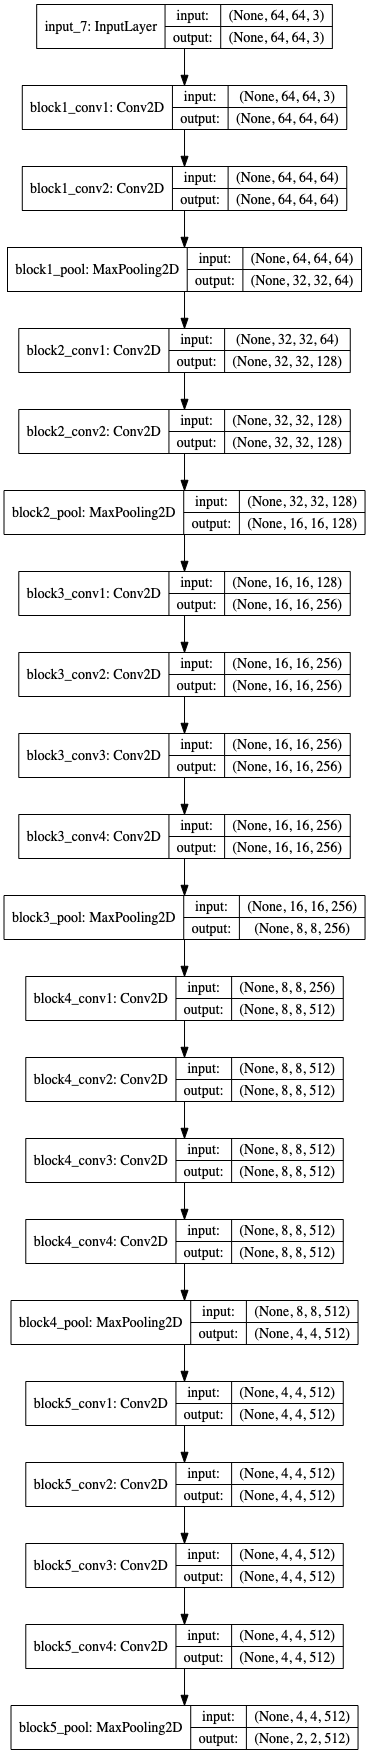 input_7: InputLayer input: (None, 64, 64, 3)
output: (None, 64, 64, 3)
block1_conv1: Conv2D input: (None, 64, 64, 3)
output: (None, 64, 64, 64)
block1_conv2: Conv2D input: (None, 64, 64, 64)
output: (None, 64, 64, 64)
block1_pool: MaxPooling2D input: (None, 64, 64, 64)
output: (None, 32, 32, 64)
block2_conv1: Conv2D input: (None, 32, 32, 64)
output: (None, 32, 32, 128)
block2_conv2: Conv2D input: (None, 32, 32, 128)
output: (None, 32, 32, 128)
block2_pool: MaxPooling2D input: (None, 32, 32, 128)
output: (None, 16, 16, 128)
block3_conv1: Conv2D input: (None, 16, 16, 128)
output: (None, 16, 16, 256)
block3_conv2: Conv2D input: (None, 16, 16, 256)
output: (None, 16, 16, 256)
block3_conv3: Conv2D input: (None, 16, 16, 256)
output: (None, 16, 16, 256)
block3_conv4: Conv2D input: (None, 16, 16, 256)
output: (None, 16, 16, 256)
block3_pool: MaxPooling2D input: (None, 16, 16, 256)
output: (None, 8, 8, 256)
block4_conv1: Conv2D input: (None, 8, 8, 256)
output: (None, 8, 8, 512)
block4_conv2: Conv2D input: (None, 8, 8, 512)
output: (None, 8, 8, 512)
block4_conv3: Conv2D input: (None, 8, 8, 512)
output: (None, 8, 8, 512)
block4_conv4: Conv2D input: (None, 8, 8, 512)
output: (None, 8, 8, 512)
block4_pool: MaxPooling2D input: (None, 8, 8, 512)
output: (None, 4, 4, 512)
block5_conv1: Conv2D input: (None, 4, 4, 512)
output: (None, 4, 4, 512)
block5_conv2: Conv2D input: (None, 4, 4, 512)
output: (None, 4, 4, 512)
block5_conv3: Conv2D input: (None, 4, 4, 512)
output: (None, 4, 4, 512)
block5_conv4: Conv2D input: (None, 4, 4, 512)
output: (None, 4, 4, 512)
block5_pool: MaxPooling2D input: (None, 4, 4, 512)
output: (None, 2, 2, 512)